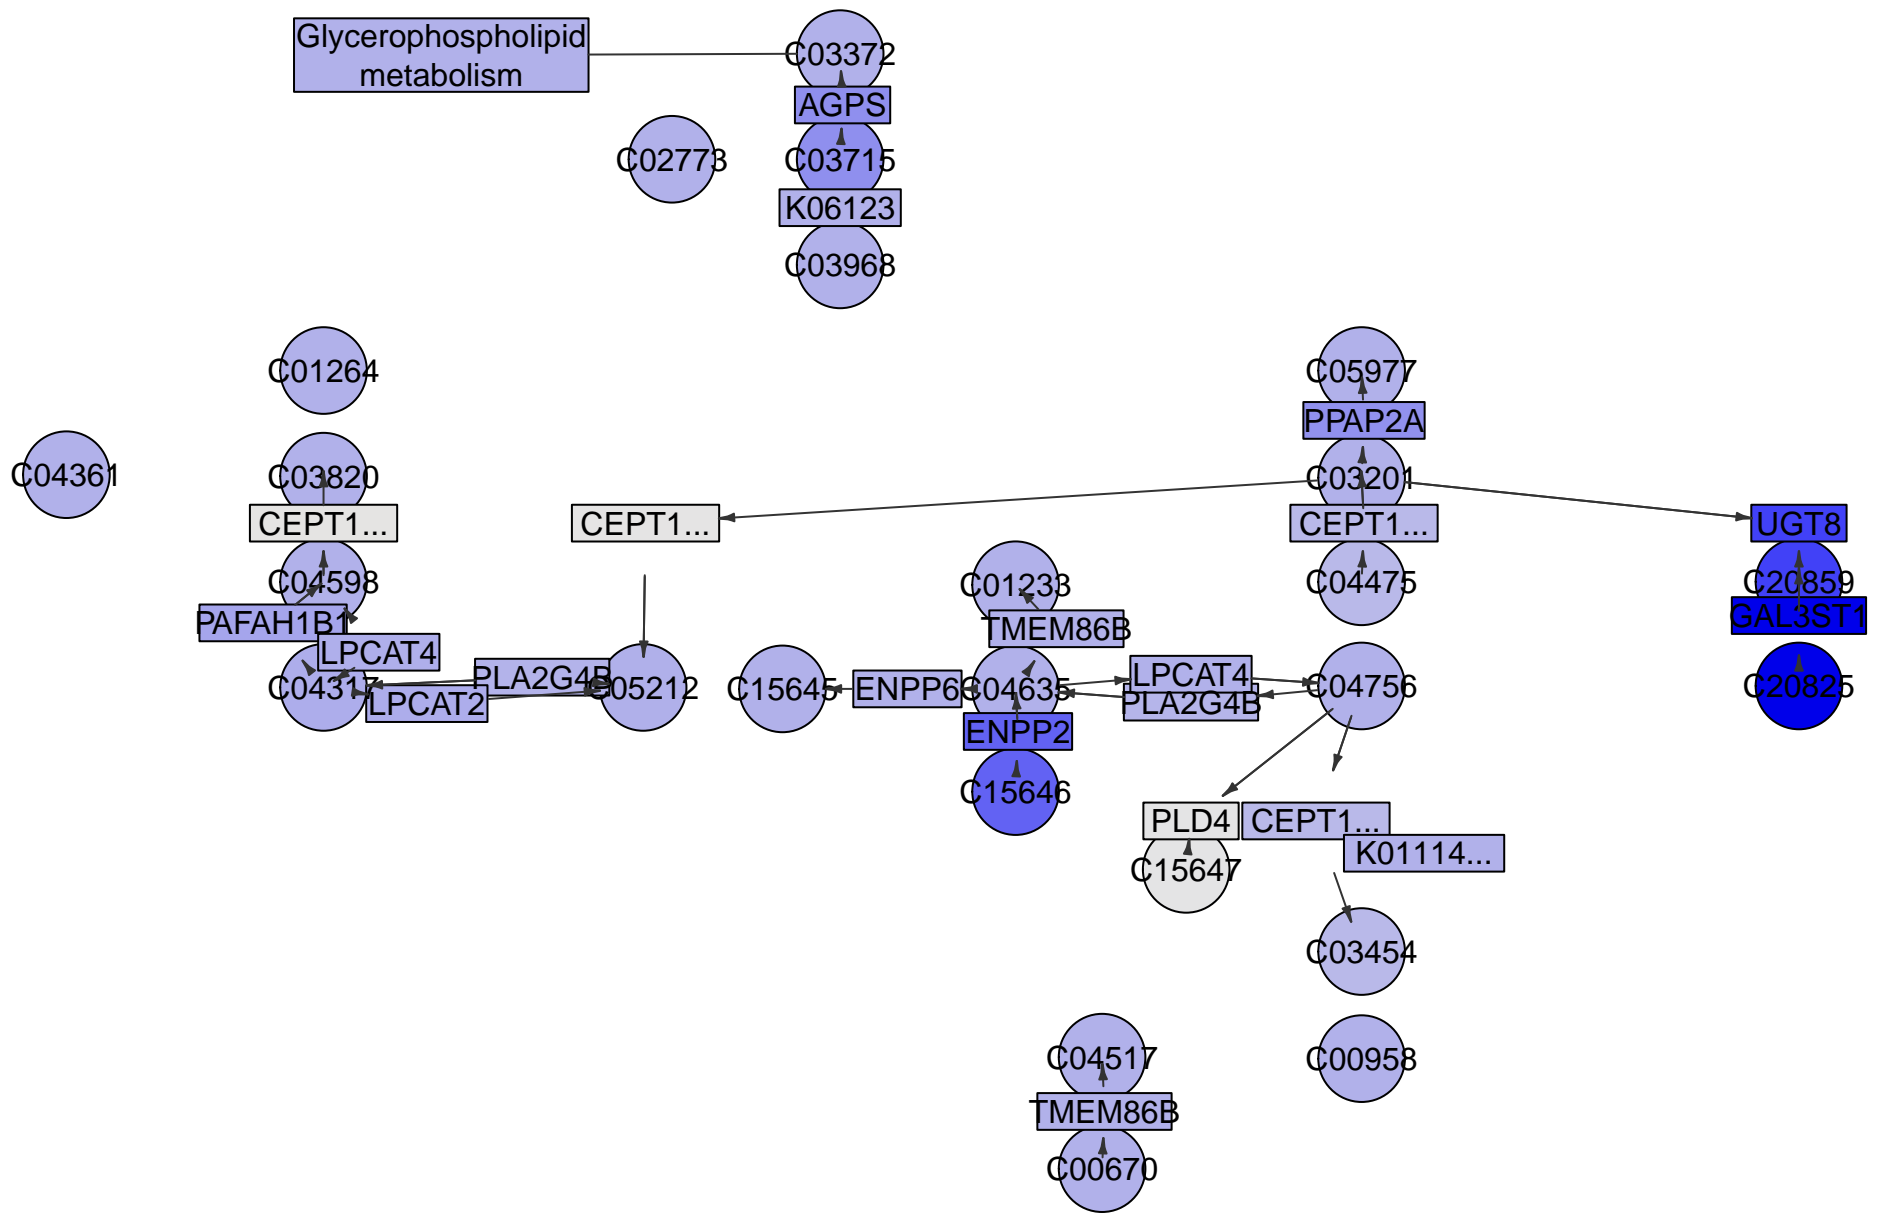 Glycerophospholipid
metabolism
C03372
AGPS
C02773
C03715
K06123
C03968
C01264
C05977
PPAP2A
C04361
C03820
C03201
CEPT1...
CEPT1...
CEPT1...
UGT8
C04598
C01233
C04475
C20859
PAFAH1B1
TMEM86B
GAL3ST1
LPCAT4
C04317
PLA2G4B
LPCAT2
C05212
C15645
ENPP6
C04635
LPCAT4
PLA2G4B
C04756
C20825
ENPP2
C15646
PLD4
CEPT1...
K01114...
C15647
C03454
C04517
C00958
TMEM86B
C00670